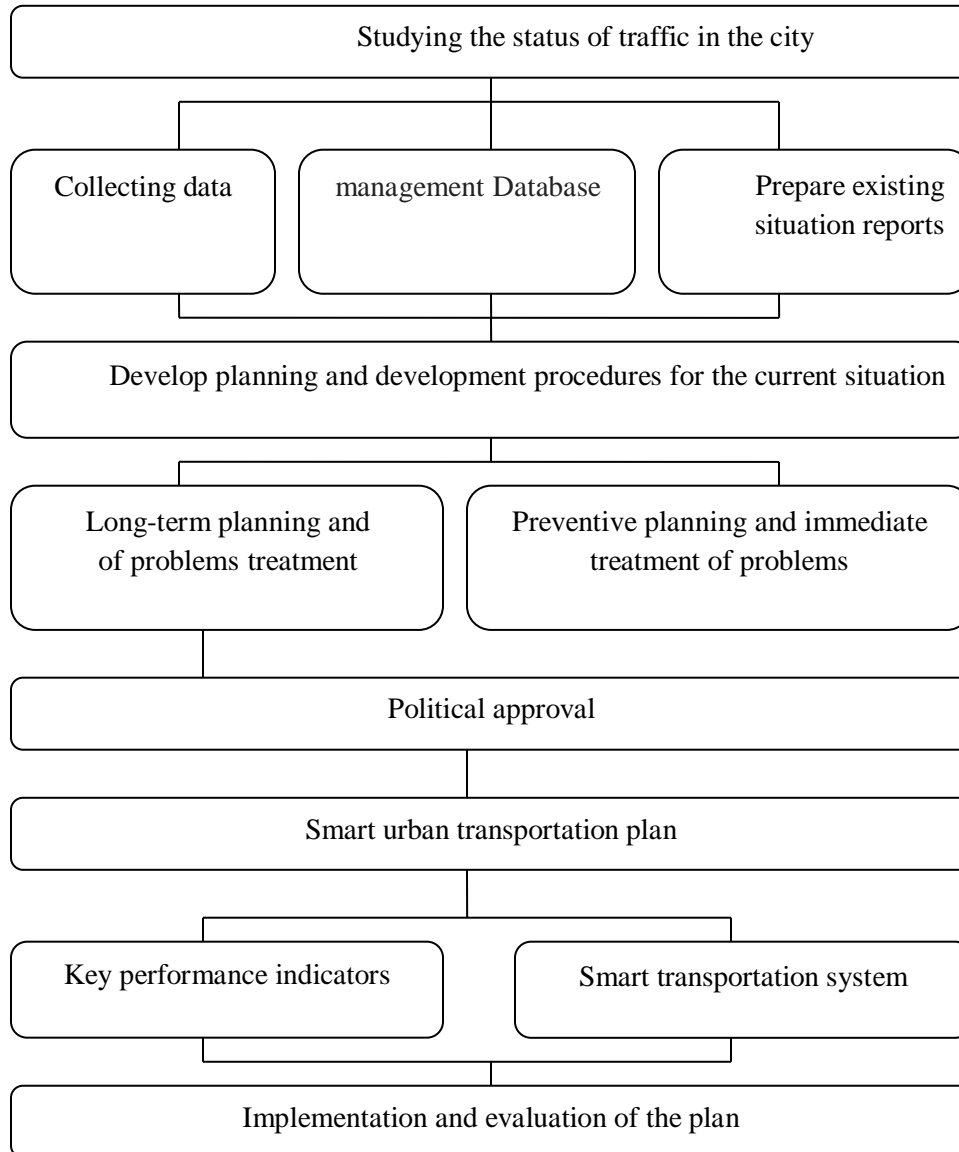 Studying the status of traffic in the city
Collecting data
management Database
Prepare existing
situation reports
Develop planning and development procedures for the current situation
Long-term planning and
of problems treatment
Preventive planning and immediate
treatment of problems
Political approval
Smart urban transportation plan
Key performance indicators
Smart transportation system
Implementation and evaluation of the plan